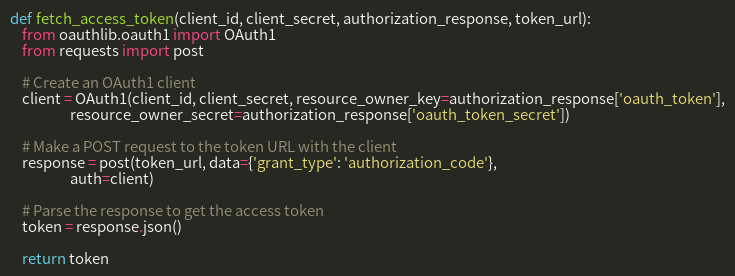 def fetch_access_token(client_id, client_secret, authorization_response, token_url):
from oauthlib.oauth1 import OAuth1
from requests import post
# Create an OAuth1 client
client = OAuth1(client_id, client_secret, resource_owner_key=authorization_response['oauth_token'],
resource_owner_secret=authorization_response['oauth_token_secret'])
# Make a POST request to the token URL with the client
response = post(token_url, data={'grant_type': 'authorization_code'},
auth=client)
# Parse the response to get the access token
token = response.json()
return token